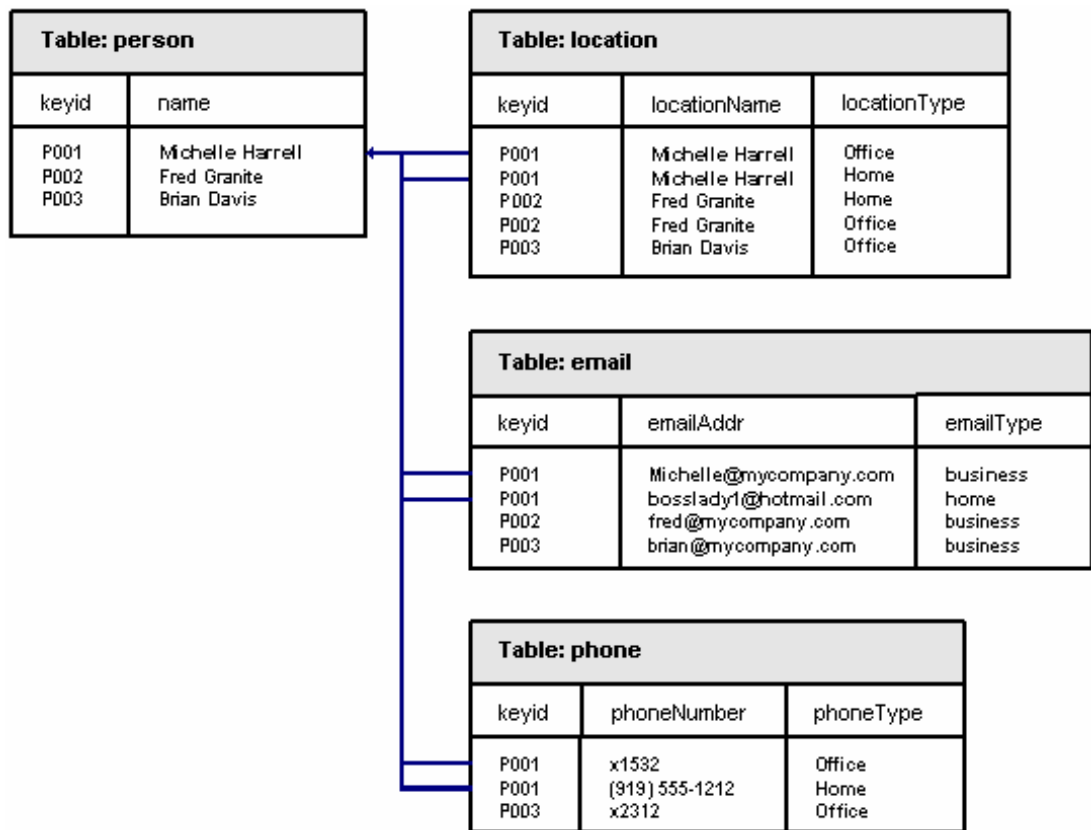 Table: person
keyid name
P001 Michelle Harrell
P002 Fred Granite
P003 Brian Davis
Table: location
keyid locationName locationType
P001 Michelle Harrell Office
P001 Michelle Harrell Home
P002 Fred Granite Home
P002 Fred Granite Office
P003 Brian Davis Office
Table: email
keyid emailAddr emailType
P001 Michelle@mycompany.com business
P001 bosslady1@hotmail.com home
P002 fred@mycompany.com business
P003 brian@mycompany.com business
Table: phone
keyid phoneNumber phoneType
P001 x1532 Office
P001 (919) 555-1212 Home
P003 x2312 Office